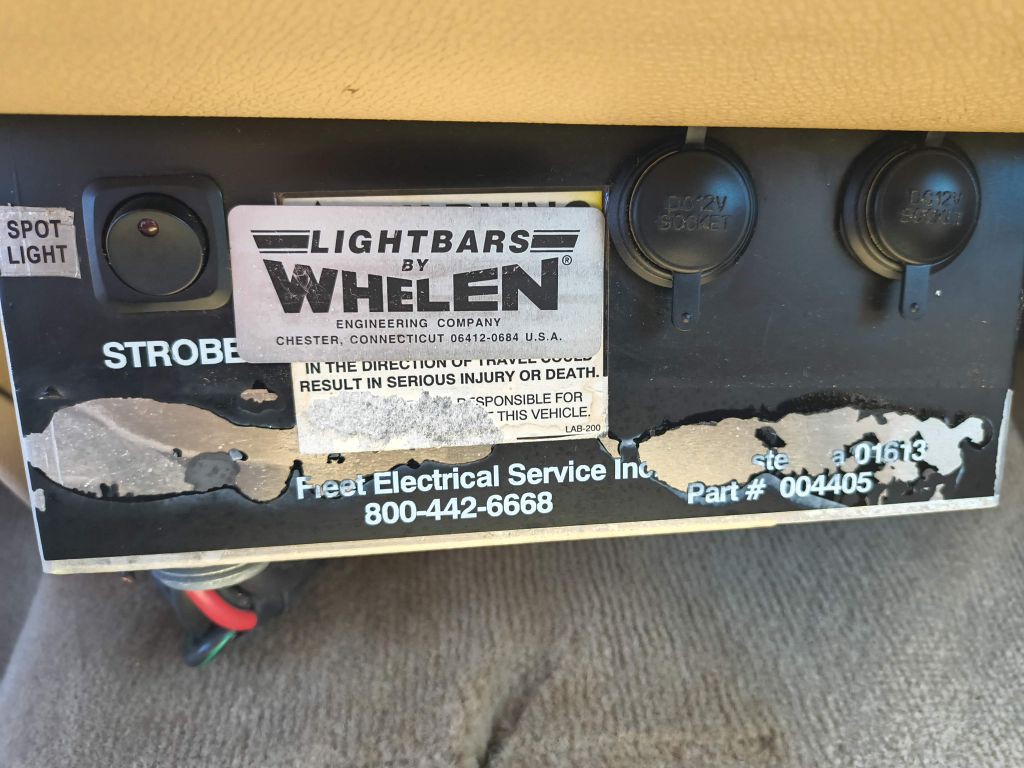 SPOT
LIGHT
WARNING
LIGHTBARS
BY
WHELEN®
ENGINEERING COMPANY
CHESTER, CONNECTICUT 06412-0684 U.S.A.
DC12V
SOCKET
DC12V
SOCKET
STROBE
IN THE DIRECTION OF TRAVEL COULD
RESULT IN SERIOUS INJURY OR DEATH.
RESPONSIBLE FOR
THIS VEHICLE.
LAB-200
Fleet Electrical Service Inc
01613
800-442-6668
Part # 004405